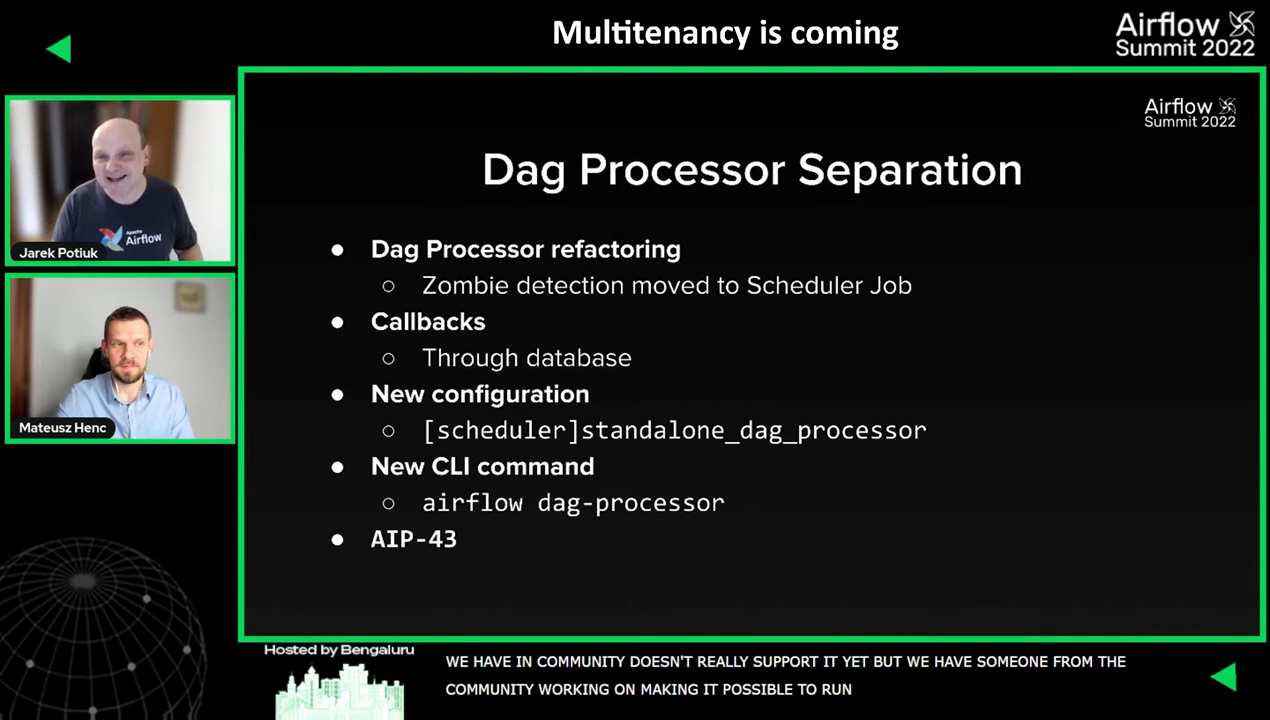 Multitenancy is coming
Airflow
Summit 2022
Airflow
Summit 2022
Dag Processor Separation
● Dag Processor refactoring
○ Zombie detection moved to Scheduler Job
● Callbacks
○ Through database
● New configuration
○ [scheduler]standalone_dag_processor
● New CLI command
○ airflow dag-processor
● AIP-43
Apache
Airflow
Jarek Potiuk
Mateusz Henc
Hosted by Bengaluru
WE HAVE IN COMMUNITY DOESN'T REALLY SUPPORT IT YET BUT WE HAVE SOMEONE FROM THE
COMMUNITY WORKING ON MAKING IT POSSIBLE TO RUN